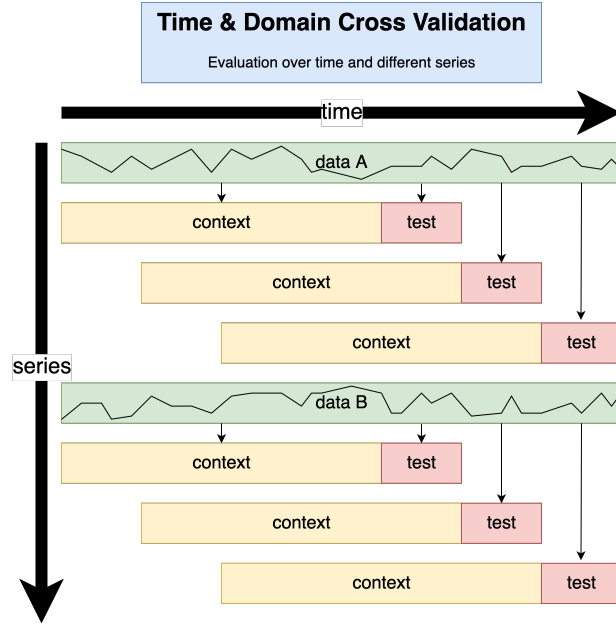 Time & Domain Cross Validation
Evaluation over time and different series
time
data A
context test
context test
context test
series
data B
context test
context test
context test